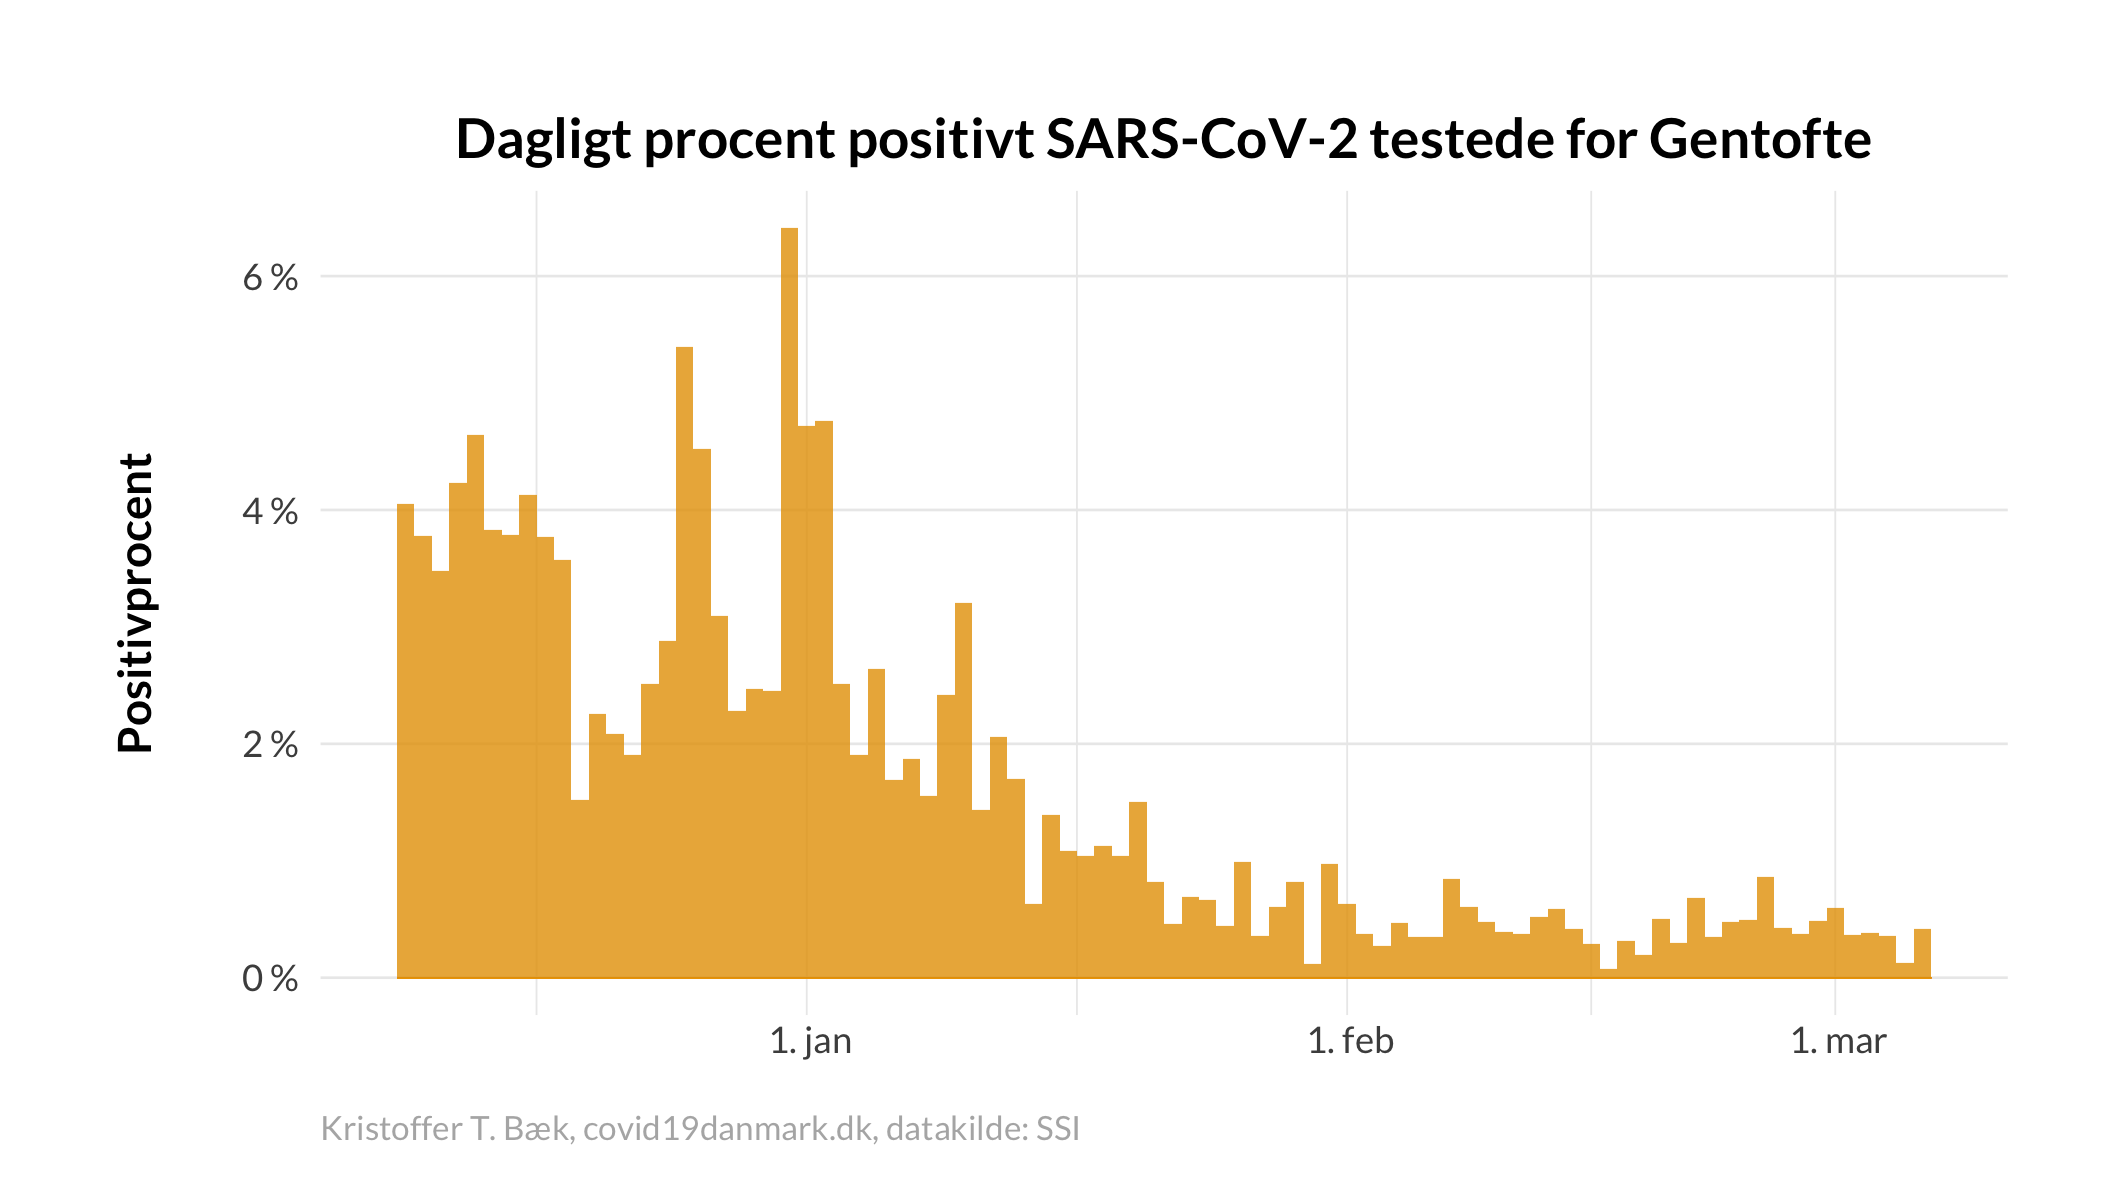 Dagligt procent positivt SARS-CoV-2 testede for Gentofte
Positivprocent
6 %
4 %
2 %
0 %
1. jan
1. feb
1. mar
Kristoffer T. Bæk, covid19danmark.dk, datakilde: SSI